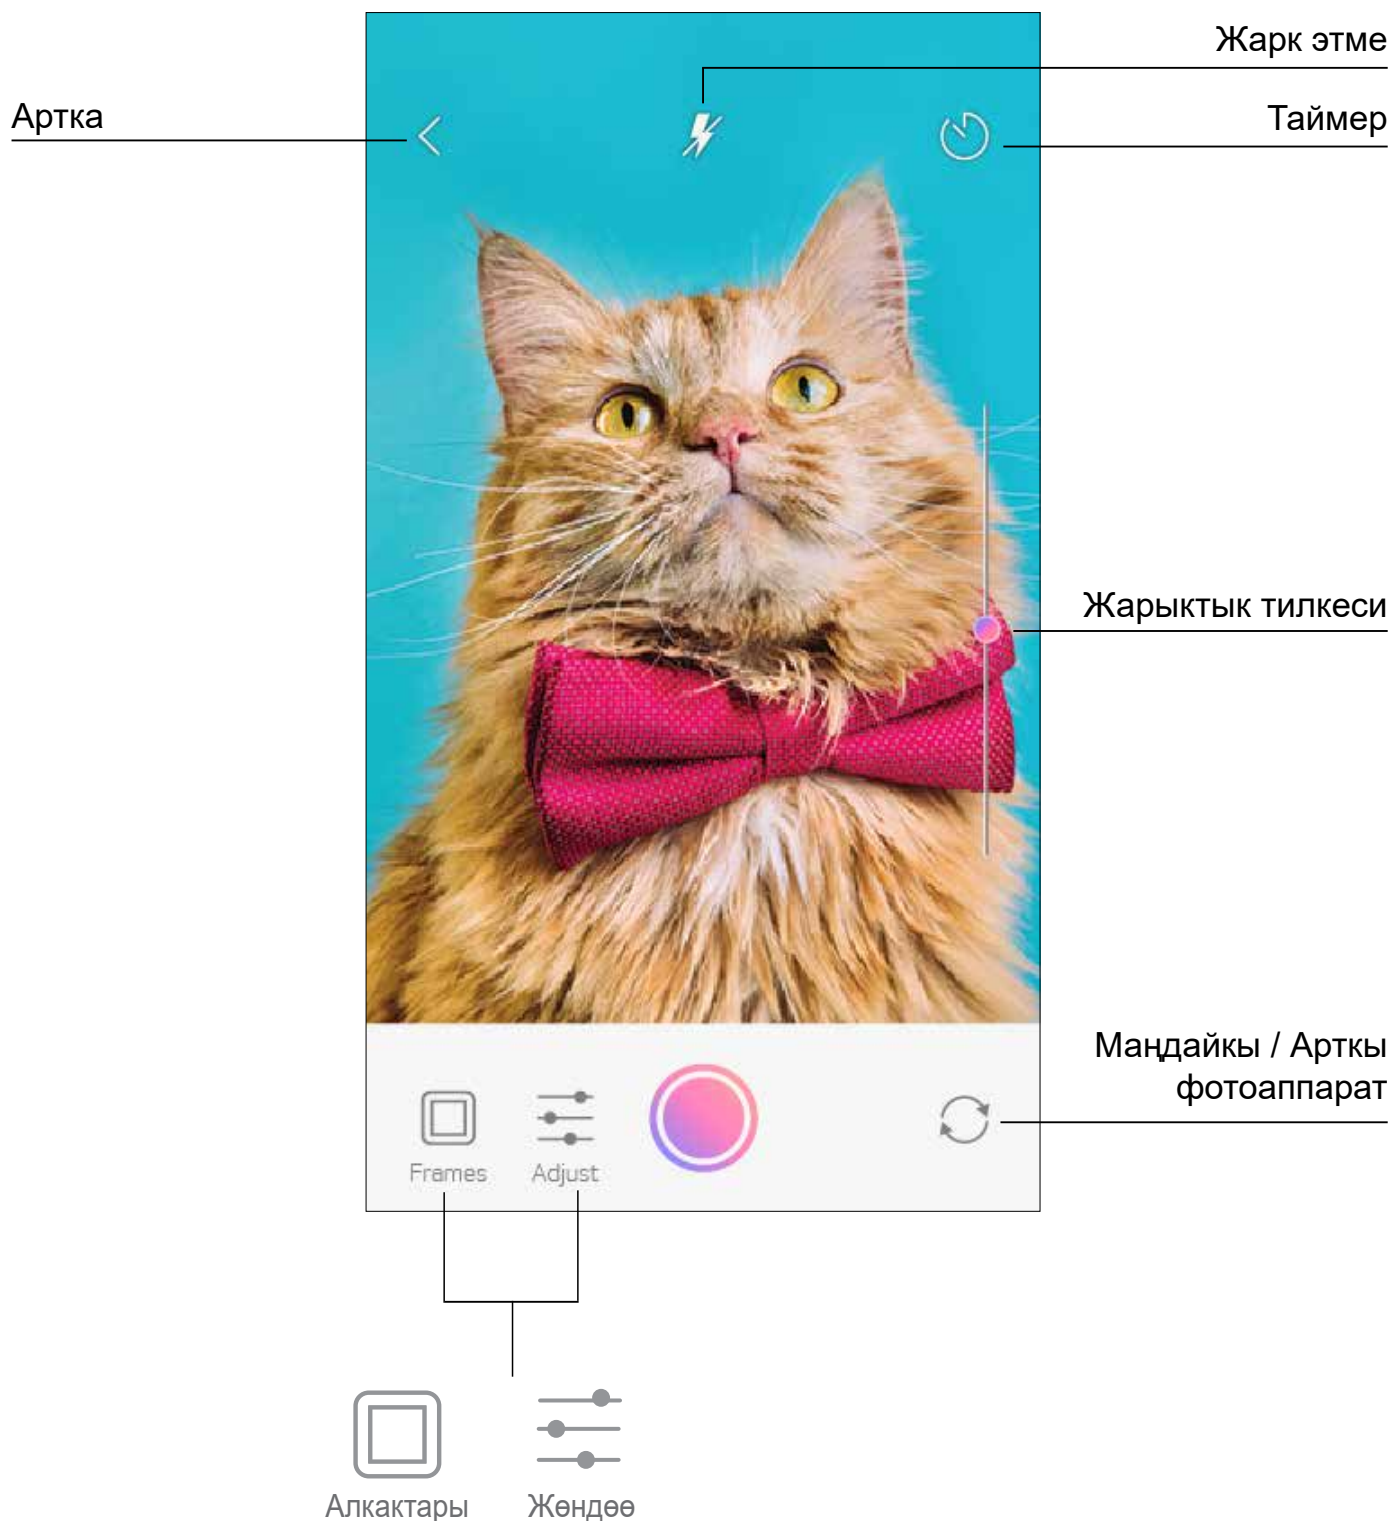 Жарк этме
Артка
Таймер
Жарыктык тилкеси
Маңдайкы / Арткы
фотоаппарат
Frames
Adjust
Алкактары
Жөндөө